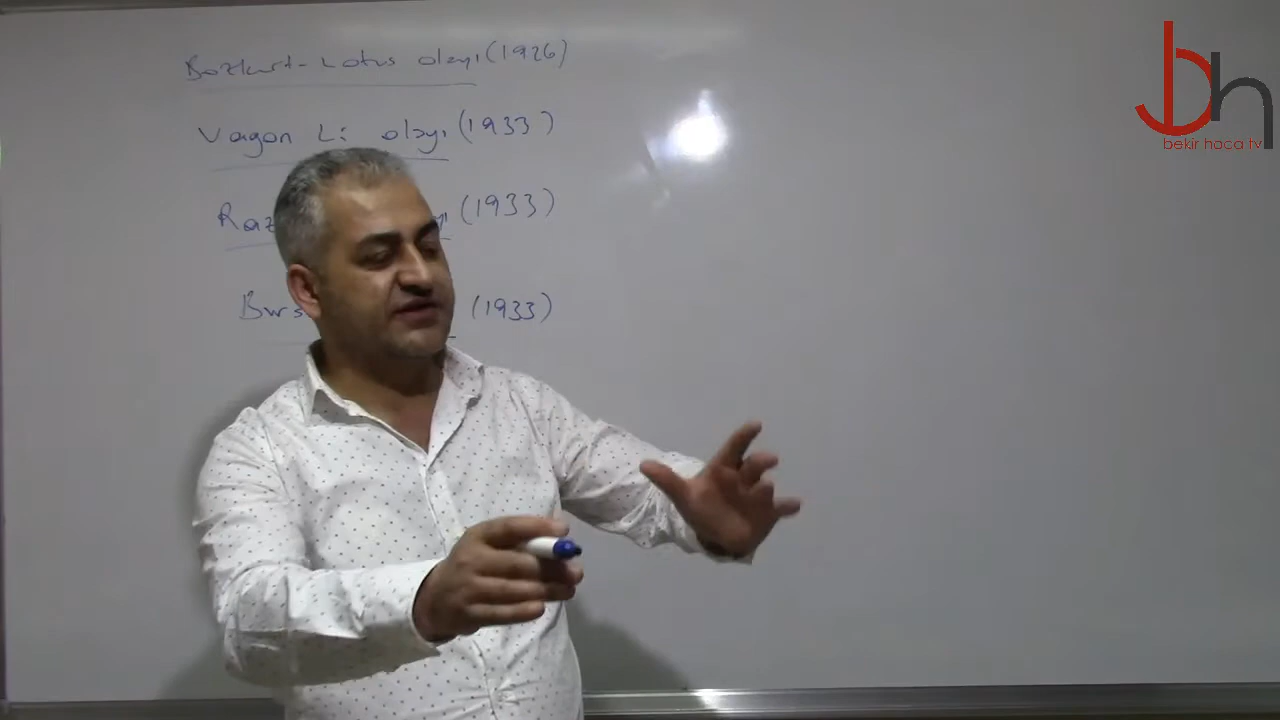 Bozkurt-Lotus olayı (1926)
Vagon Li olayı (1933)
(1933)
(1933)
bh
bekir hoca tv